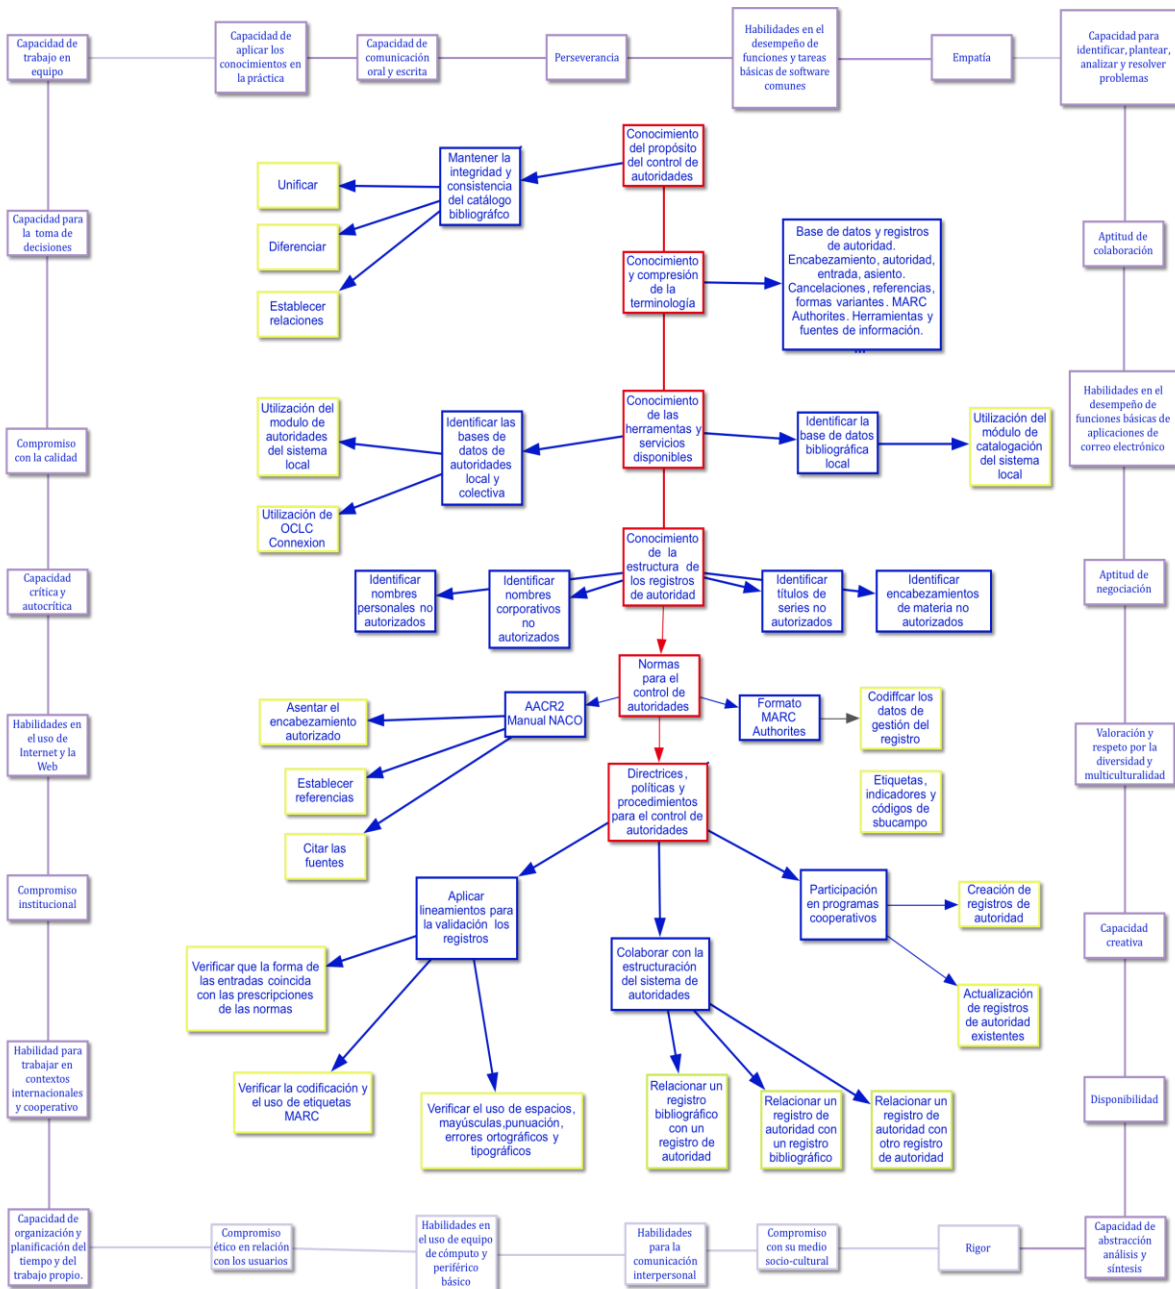 Capacidad de
trabajo en
equipo
Capacidad de
aplicar los
conocimientos en
la práctica
Capacidad de
comunicación
oral y escrita
Perseverancia
Habilidades en el
desempeño de
funciones y tareas
básicas de software
comunes
Empatía
Capacidad para
identificar, plantear,
analizar y resolver
problemas
Conocimiento
del propósito
del control de
autoridades
Mantener la
integridad y
consistencia
del catálogo
bibliográfco
Unificar
Diferenciar
Establecer
relaciones
Capacidad para
la toma de
decisiones
Conocimiento
y compresión
de la
terminología
Base de datos y registros
de autoridad.
Encabezamiento, autoridad,
entrada, asiento.
Cancelaciones, referencias,
formas variantes. MARC
Authorites. Herramientas y
fuentes de información.
...
Aptitud de
colaboración
Conocimiento
de las
herramentas y
servicios
disponibles
Identificar las
bases de
datos de
autoridades
local y
colectiva
Utilización del
modulo de
autoridades
del sistema
local
Utilización de
OCLC
Connexion
Identificar la
base de datos
bibliográfica
local
Utilización del
módulo de
catalogación
del sistema
local
Compromiso
con la calidad
Habilidades en el
desempeño de
funciones básicas de
aplicaciones de
correo electrónico
Conocimiento
de la
estructura de
los registros
de autoridad
Identificar
nombres
personales no
autorizados
Identificar
nombres
corporativos
no
autorizados
Identificar
títulos de
series no
autorizados
Identificar
encabezamientos
de materia no
autorizados
Capacidad
crítica y
autocrítica
Aptitud de
negociación
Normas
para el
control de
autoridades
AACR2
Manual NACO
Asentar el
encabezamiento
autorizado
Establecer
referencias
Citar las
fuentes
Formato
MARC
Authorites
Codiffcar los
datos de
gestión del
registro
Etiquetas,
indicadores y
códigos de
sbucampo
Habilidades en
el uso de
Internet y la
Web
Valoración y
respeto por la
diversidad y
multiculturalidad
Directrices,
políticas y
procedimientos
para el control de
autoridades
Aplicar
lineamientos para
la validación los
registros
Verificar que la forma de
las entradas coincida
con las prescripciones
de las normas
Verificar la codificación y
el uso de etiquetas
MARC
Verificar el uso de espacios,
mayúsculas,punuación,
errores ortográficos y
tipográficos
Colaborar con la
estructuración
del sistema de
autoridades
Relacionar un
registro
bibliográfico
con un
registro de
autoridad
Relacionar un
registro de
autoridad con
un registro
bibliográfico
Relacionar un
registro de
autoridad con
otro registro
de autoridad
Participación
en programas
cooperativos
Creación de
registros de
autoridad
Actualización
de registros
de autoridad
existentes
Compromiso
institucional
Capacidad
creativa
Habilidad para
trabajar en
contextos
internacionales
y cooperativo
Disponibilidad
Capacidad de
organización y
planificación del
tiempo y del
trabajo propio.
Compromiso
ético en relación
con los usuarios
Habilidades en
el uso de equipo
de cómputo y
periférico
básico
Habilidades
para la
comunicación
interpersonal
Compromiso
con su medio
socio-cultural
Rigor
Capacidad de
abstracción
análisis y
síntesis